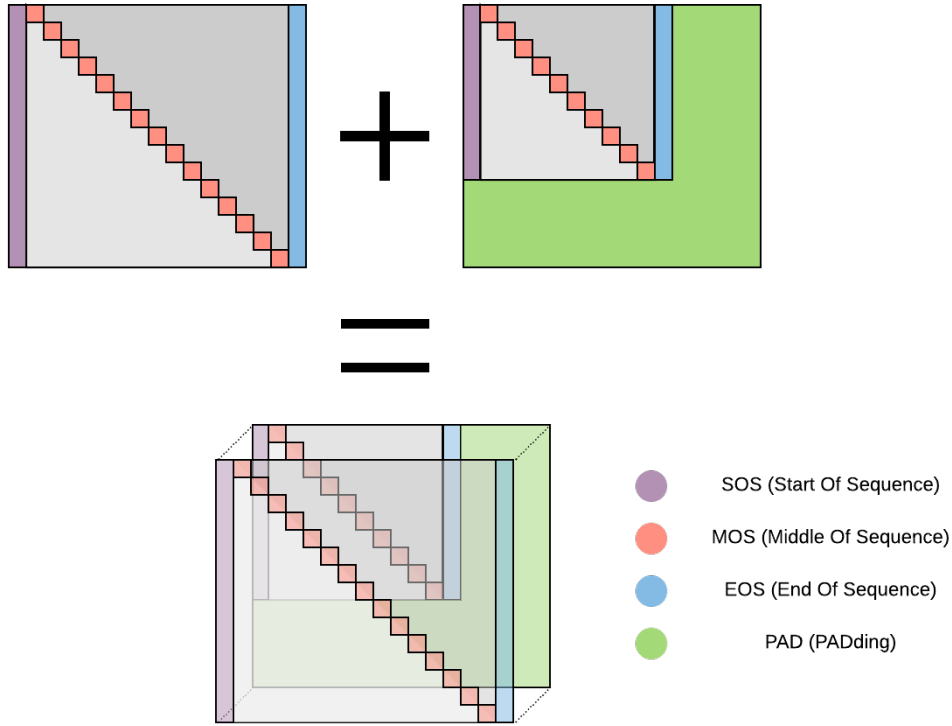 SOS (Start Of Sequence)
MOS (Middle Of Sequence)
EOS (End Of Sequence)
PAD (PADding)